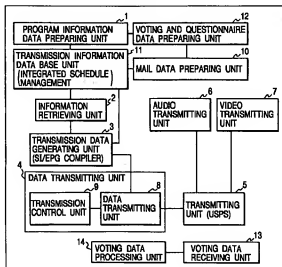 1
12
PROGRAM INFORMATION
DATA PREPARING UNIT
VOTING AND QUESTIONNAIRE
DATA PREPARING UNIT
11
10
TRANSMISSION INFORMATION
DATA BASE UNIT
(INTEGRATED SCHEDULE
MANAGEMENT)
MAIL DATA PREPARING UNIT
2
6
7
INFORMATION
RETRIEVING UNIT
AUDIO
TRANSMITTING
UNIT
VIDEO
TRANSMITTING
UNIT
3
TRANSMISSION DATA
GENERATING UNIT
(SI/EPG COMPILER)
4
DATA TRANSMITTING UNIT
9
8
5
TRANSMISSION
CONTROL UNIT
DATA
TRANSMITTING
UNIT
TRANSMITTING
UNIT (USPS)
14
13
VOTING DATA
PROCESSING UNIT
VOTING DATA
RECEIVING UNIT